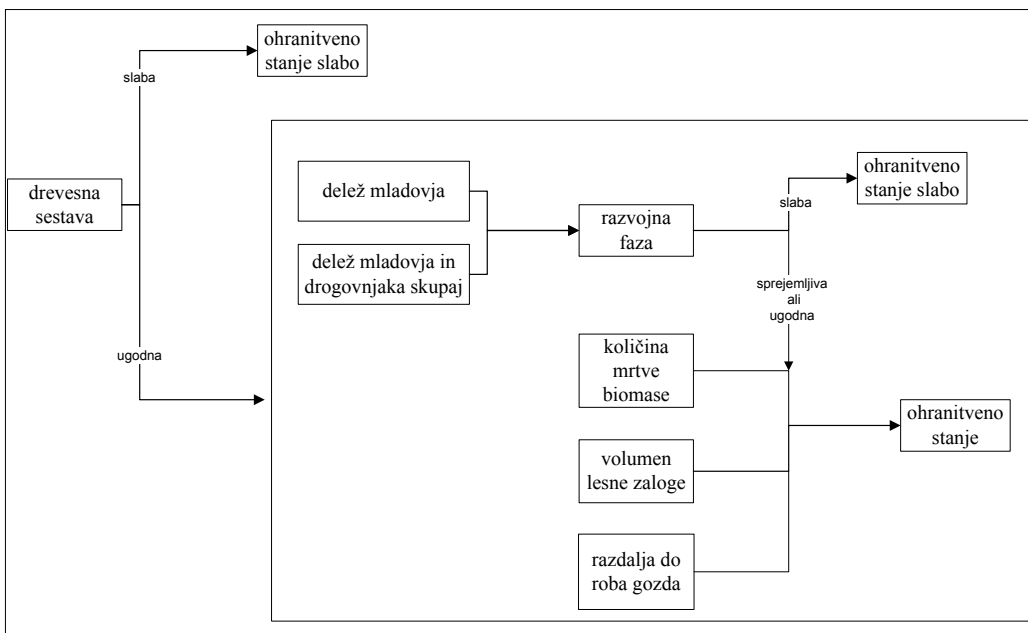 ohranitveno
stanje slabo
slaba
drevesna
sestava
ugodna
delež mladovja
delež mladovja in
drogovnjaka skupaj
razvojna
faza
slaba
ohranitveno
stanje slabo
sprejemljiva
ali
ugodna
količina
mrtve
biomase
volumen
lesne zaloge
razdalja do
roba gozda
ohranitveno
stanje